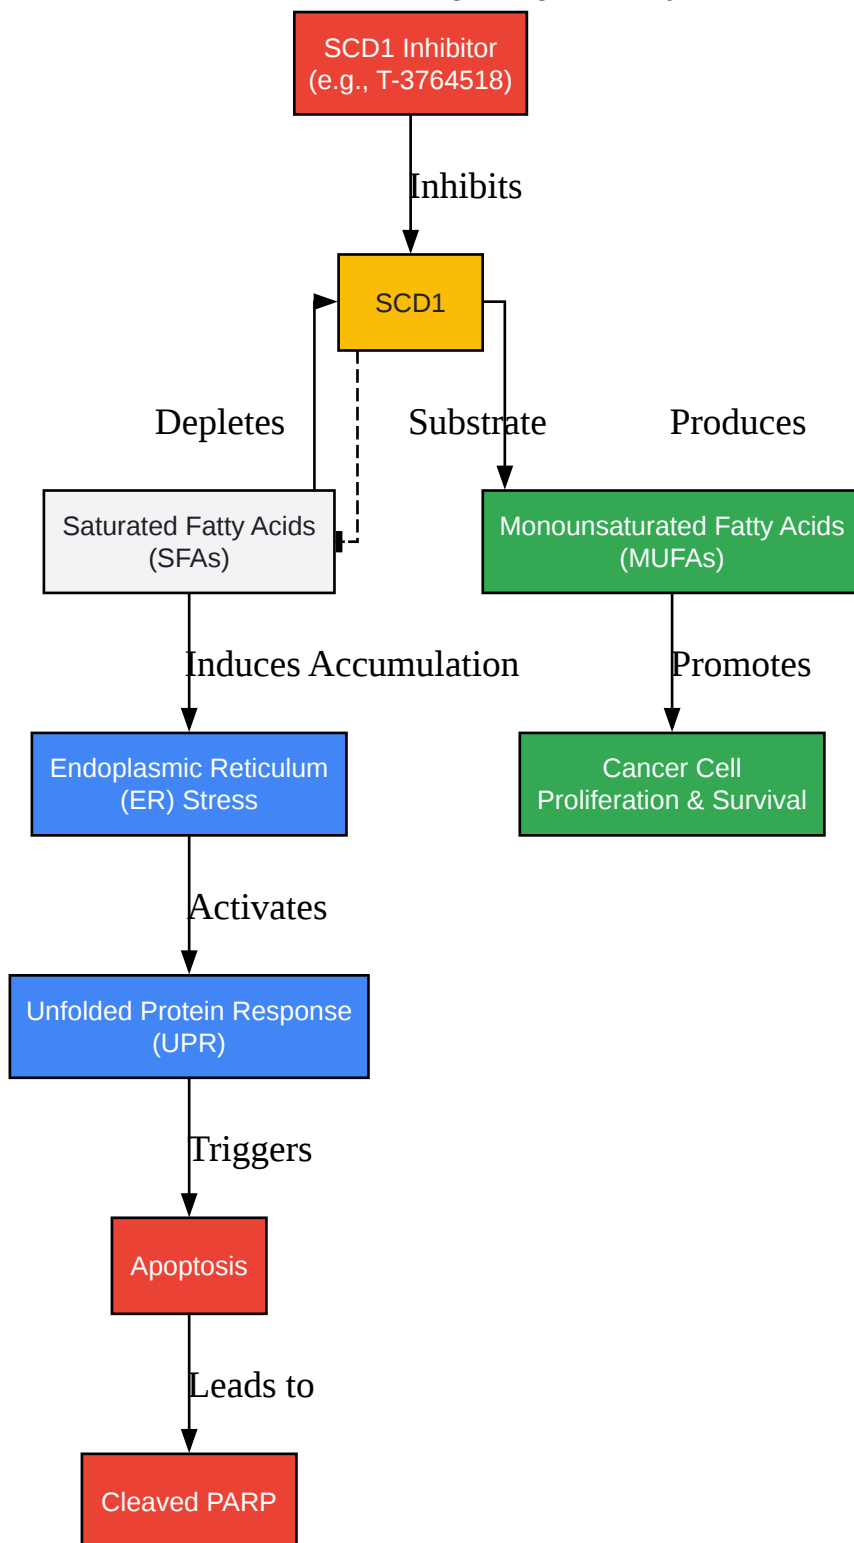 SCD1 Inhibitor
(e.g., T-3764518)
Inhibits
SCD1
Depletes
Substrate
Produces
Saturated Fatty Acids
(SFAs)
Monounsaturated Fatty Acids
(MUFAs)
Induces Accumulation
Promotes
Endoplasmic Reticulum
(ER) Stress
Cancer Cell
Proliferation & Survival
Activates
Unfolded Protein Response
(UPR)
Triggers
Apoptosis
Leads to
Cleaved PARP